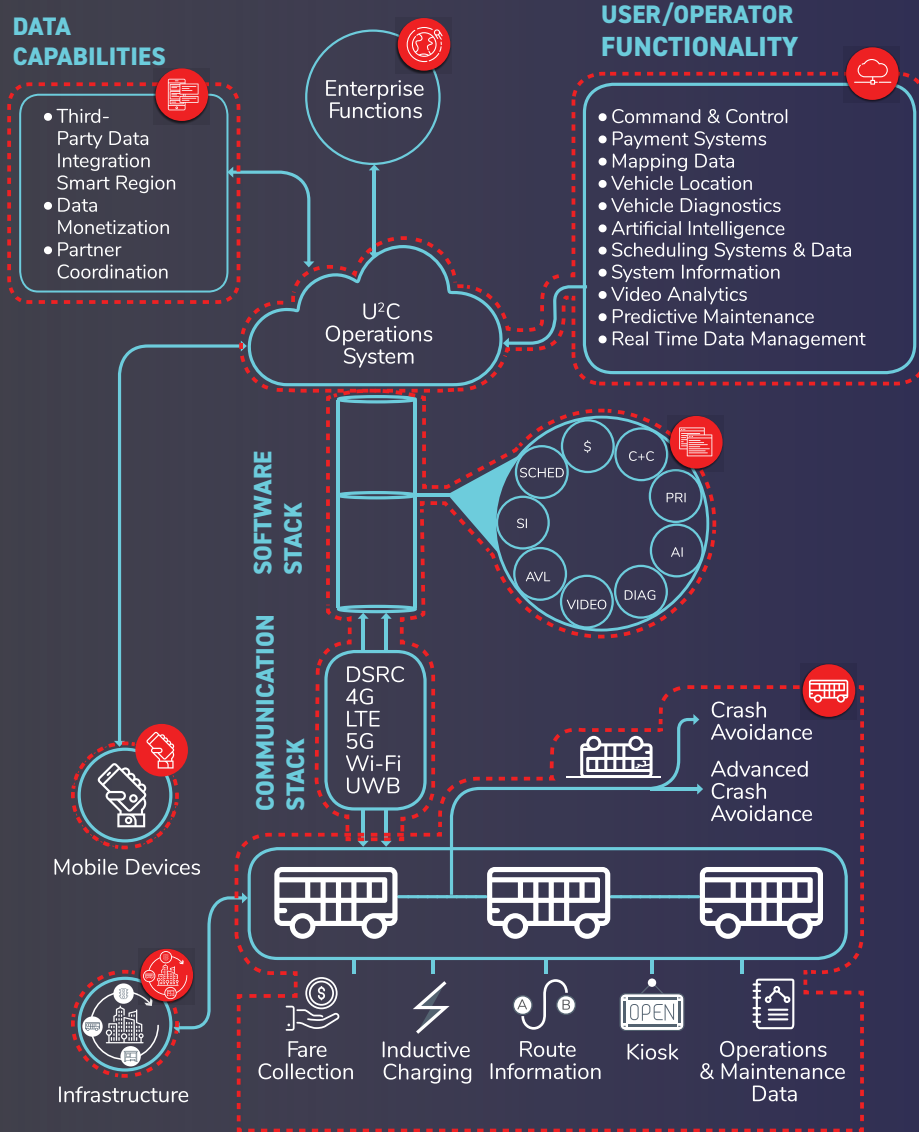 DATA
CAPABILITIES
• Third-
Party Data
Integration
Smart Region
• Data
Monetization
• Partner
Coordination
Enterprise
Functions
USER/OPERATOR
FUNCTIONALITY
• Command & Control
• Payment Systems
• Mapping Data
• Vehicle Location
• Vehicle Diagnostics
• Artificial Intelligence
• Scheduling Systems & Data
• System Information
• Video Analytics
• Predictive Maintenance
• Real Time Data Management
U²C
Operations
System
SOFTWARE
STACK
$
C+C
PRI
AI
DIAG
VIDEO
AVL
SI
SCHED
COMMUNICATION
STACK
DSRC
4G
LTE
5G
Wi-Fi
UWB
Crash
Avoidance
Advanced
Crash
Avoidance
Mobile Devices
Infrastructure
$
Fare
Collection
Inductive
Charging
A
B
Route
Information
OPEN
Kiosk
Operations
& Maintenance
Data